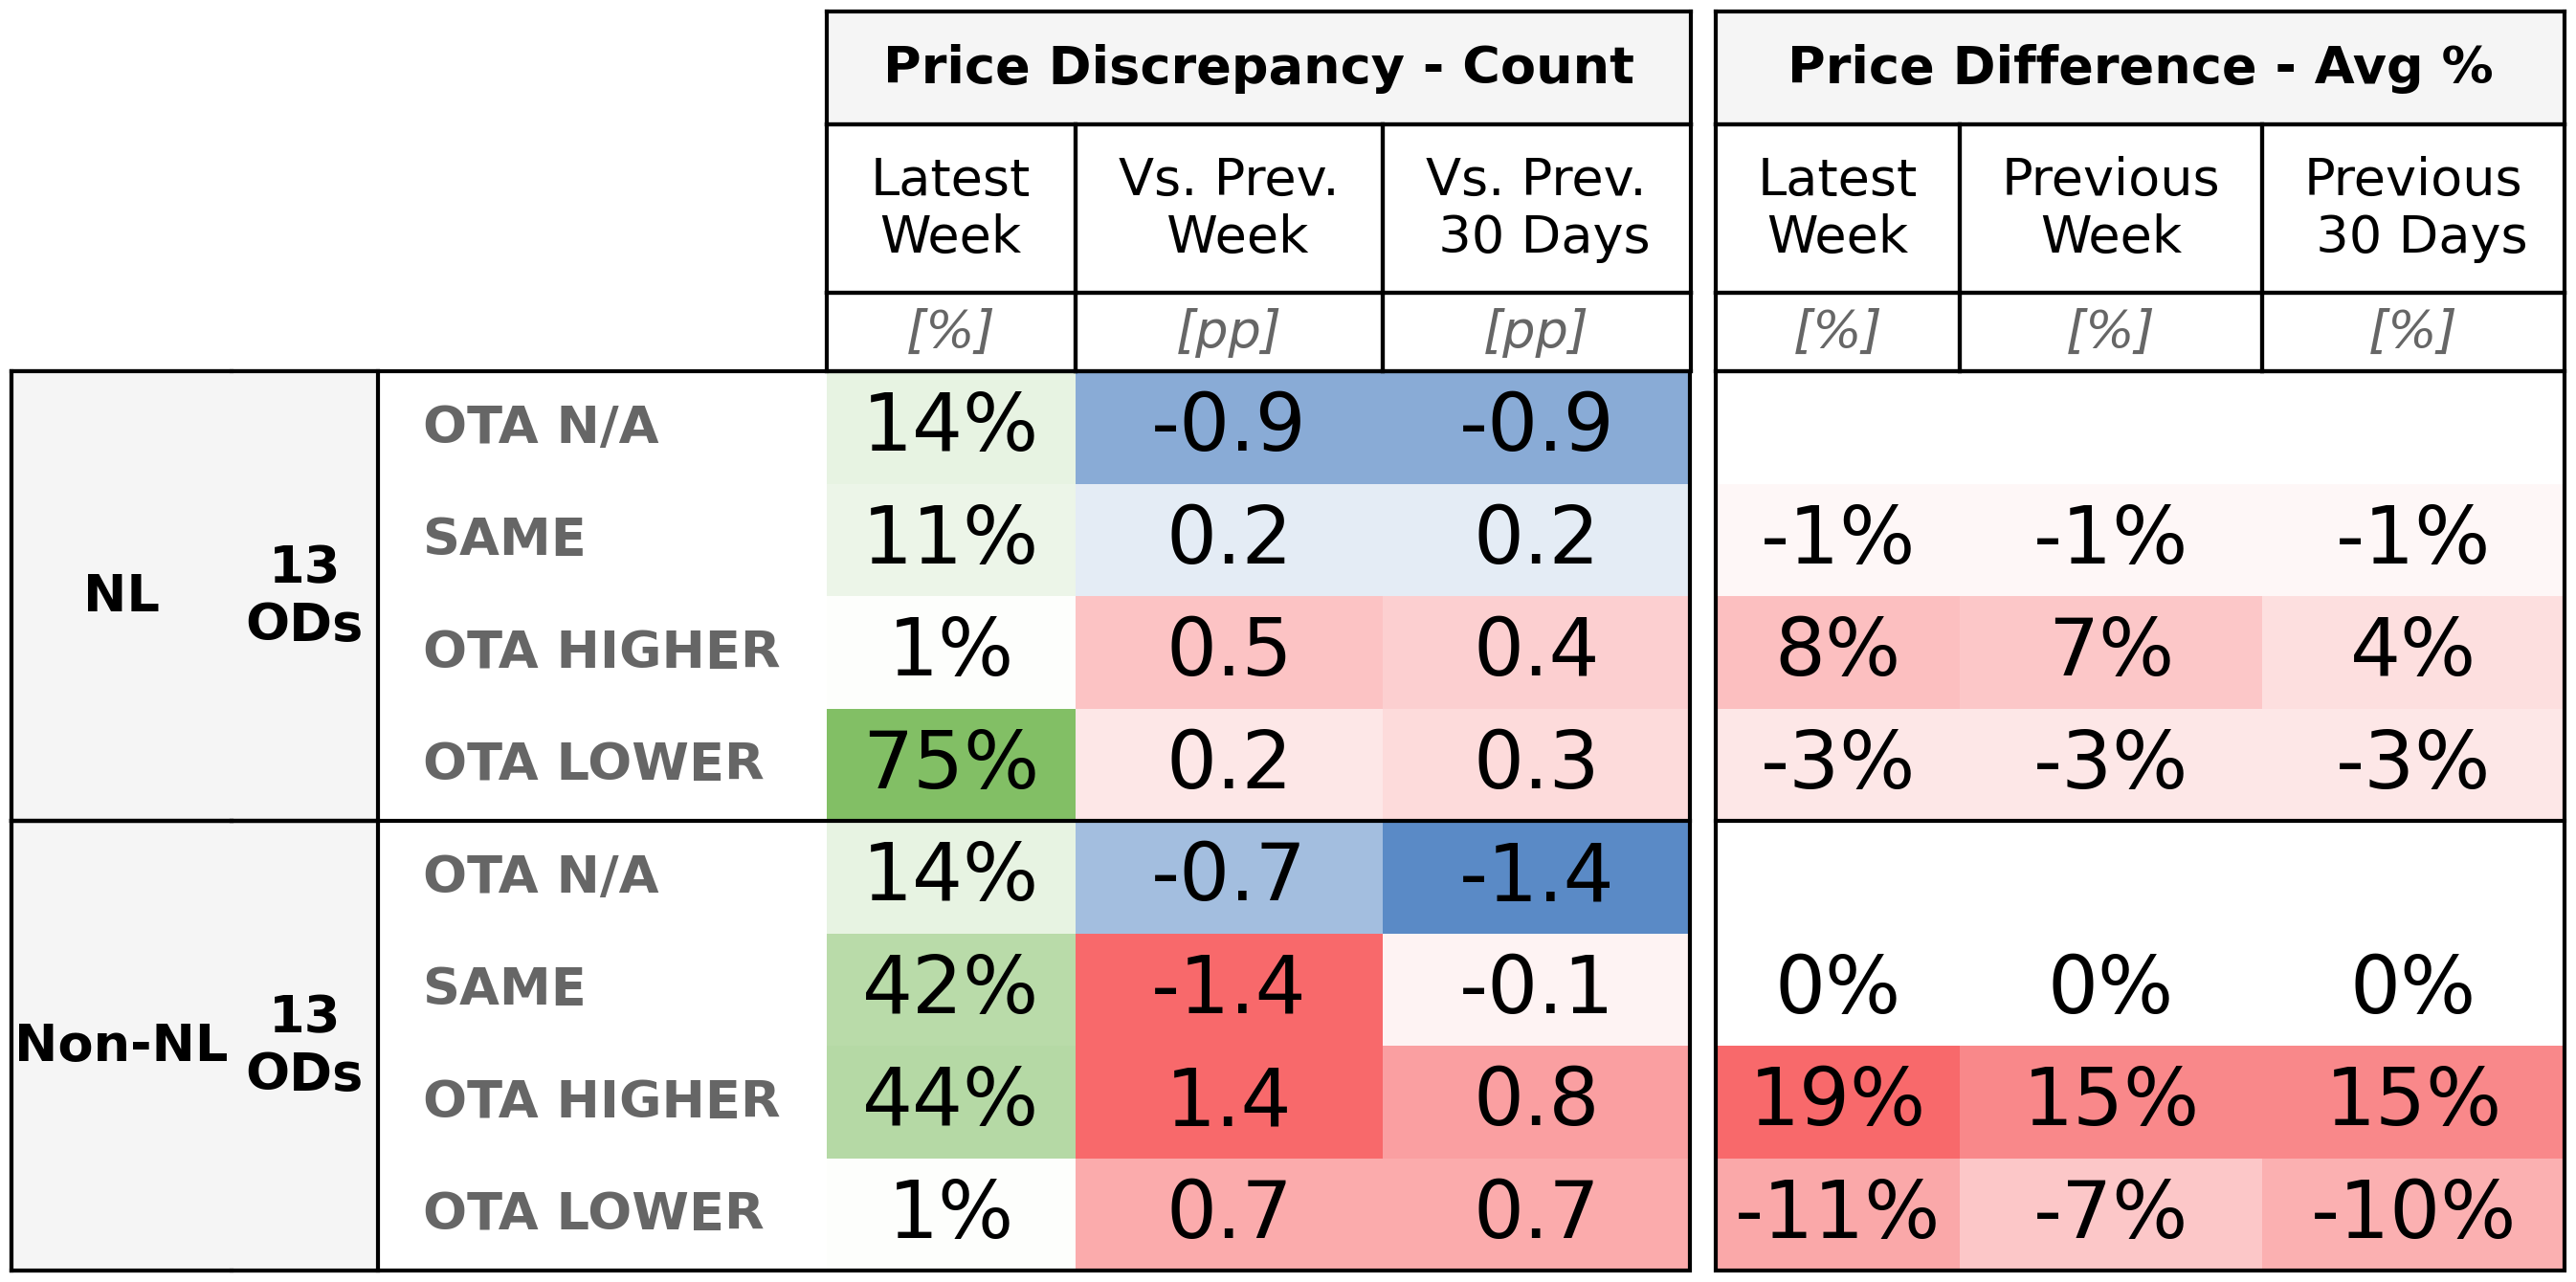 Price Discrepancy - Count Price Difference - Avg %
Latest Week Vs. Prev. Week Vs. Prev. 30 Days Latest Week Previous Week Previous 30 Days
[%] [pp] [pp] [%] [%] [%]
NL 13 ODs
OTA N/A 14% -0.9 -0.9
SAME 11% 0.2 0.2 -1% -1% -1%
OTA HIGHER 1% 0.5 0.4 8% 7% 4%
OTA LOWER 75% 0.2 0.3 -3% -3% -3%
Non-NL 13 ODs
OTA N/A 14% -0.7 -1.4
SAME 42% -1.4 -0.1 0% 0% 0%
OTA HIGHER 44% 1.4 0.8 19% 15% 15%
OTA LOWER 1% 0.7 0.7 -11% -7% -10%